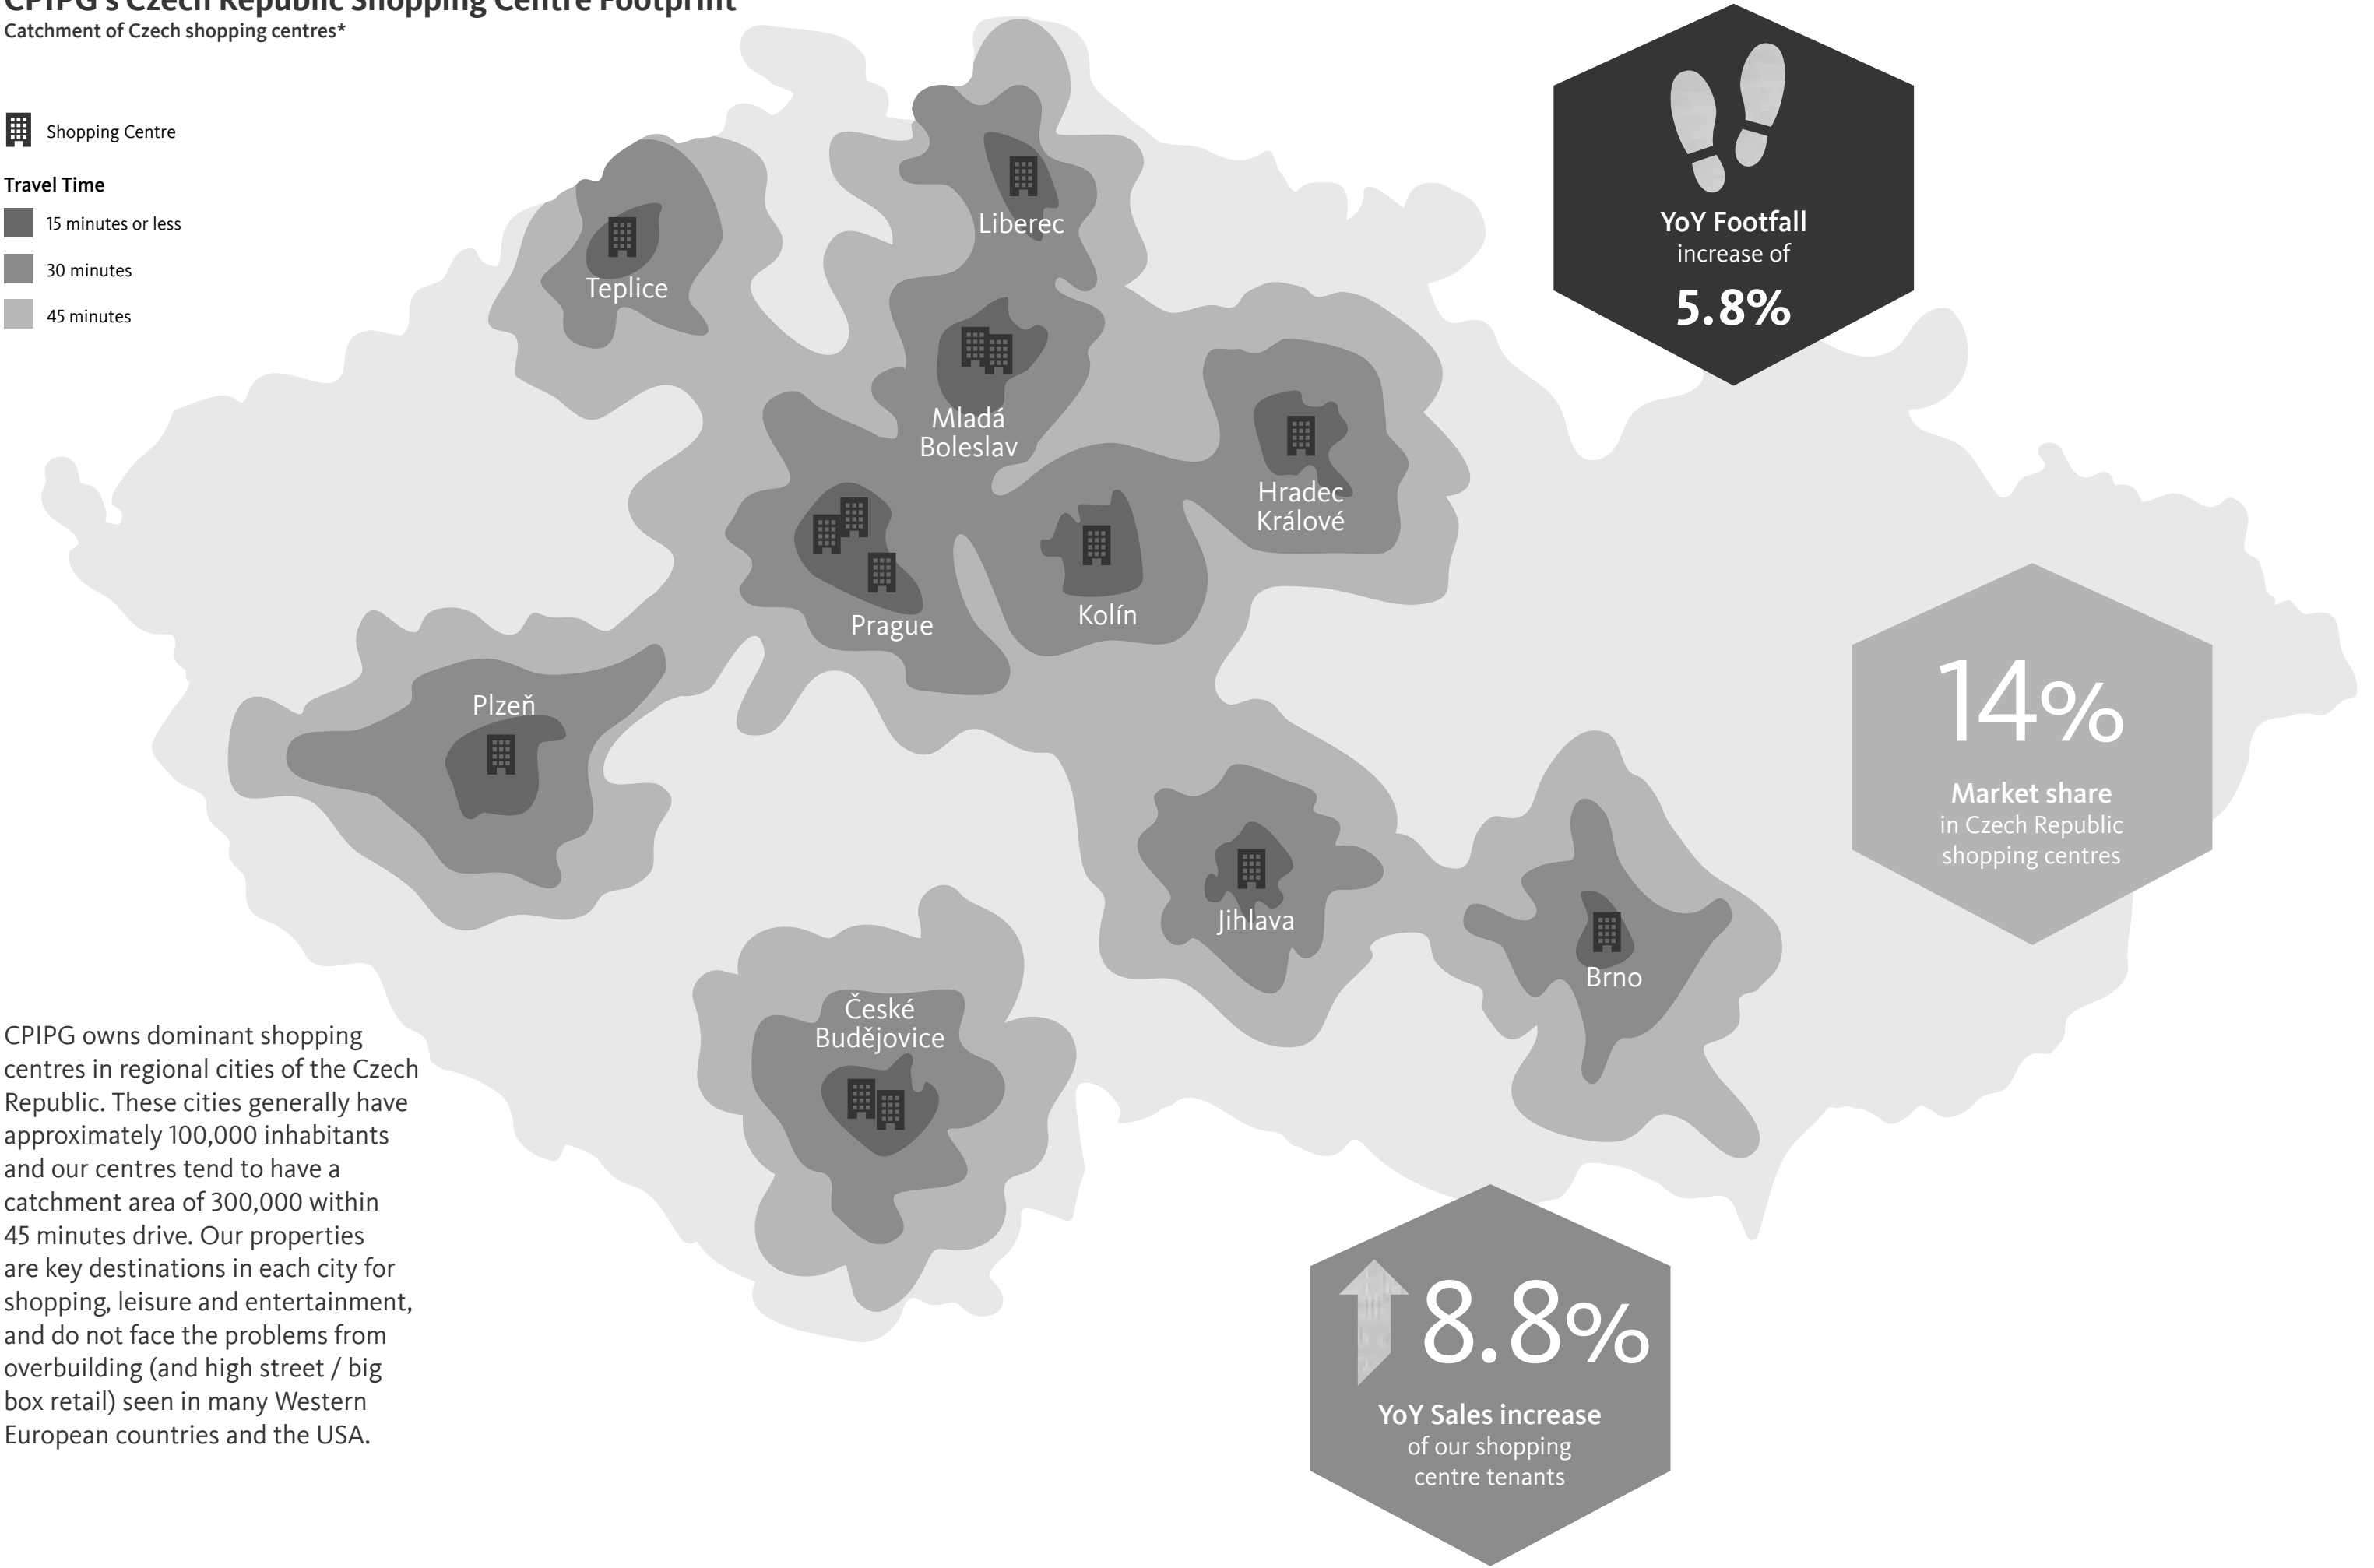 CPIPG's Czech Republic Shopping Centre Footprint
Catchment of Czech shopping centres*
Shopping Centre
Travel Time
15 minutes or less
30 minutes
45 minutes
Liberec
Teplice
Mladá
Boleslav
Hradec
Králové
Prague
Kolín
Plzeň
Jihlava
Brno
České
Budějovice
YoY Footfall
increase of
5.8%
14%
Market share
in Czech Republic
shopping centres
CPIPG owns dominant shopping
centres in regional cities of the Czech
Republic. These cities generally have
approximately 100,000 inhabitants
and our centres tend to have a
catchment area of 300,000 within
45 minutes drive. Our properties
are key destinations in each city for
shopping, leisure and entertainment,
and do not face the problems from
overbuilding (and high street / big
box retail) seen in many Western
European countries and the USA.
8.8%
YoY Sales increase
of our shopping
centre tenants